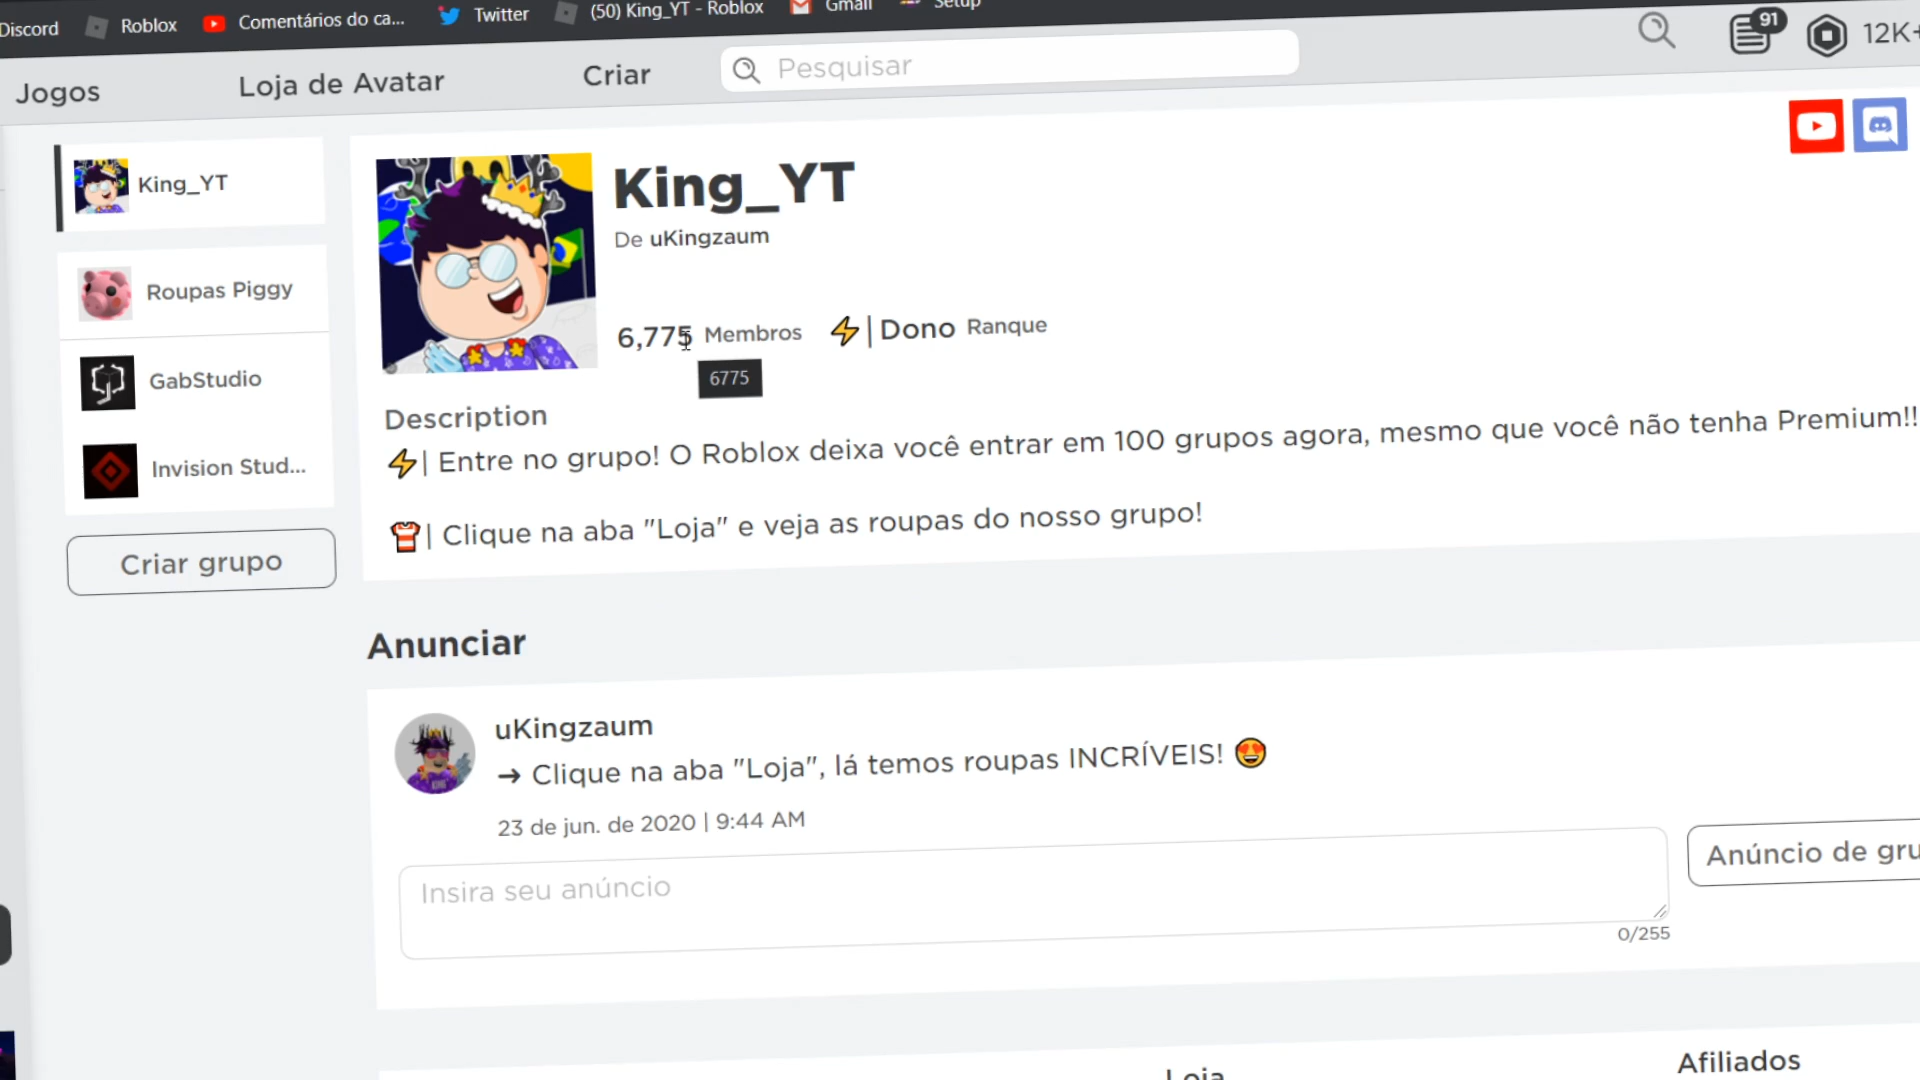 Discord Roblox Comentários do ca... Twitter (50) King_YT - Roblox Gmail Setup
Jogos Loja de Avatar Criar Pesquisar 91 12K+
King_YT
Roupas Piggy
GabStudio
Invision Stud...
Criar grupo
King_YT
De uKingzaum
6,775 Membros ⚡| Dono Ranque
6775
Description
⚡| Entre no grupo! O Roblox deixa você entrar em 100 grupos agora, mesmo que você não tenha Premium!!
| Clique na aba "Loja" e veja as roupas do nosso grupo!
Anunciar
uKingzaum
➙ Clique na aba "Loja", lá temos roupas INCRÍVEIS! 😍
23 de jun. de 2020 | 9:44 AM
Insira seu anúncio
Anúncio de gru
0/255
Loja Afiliados